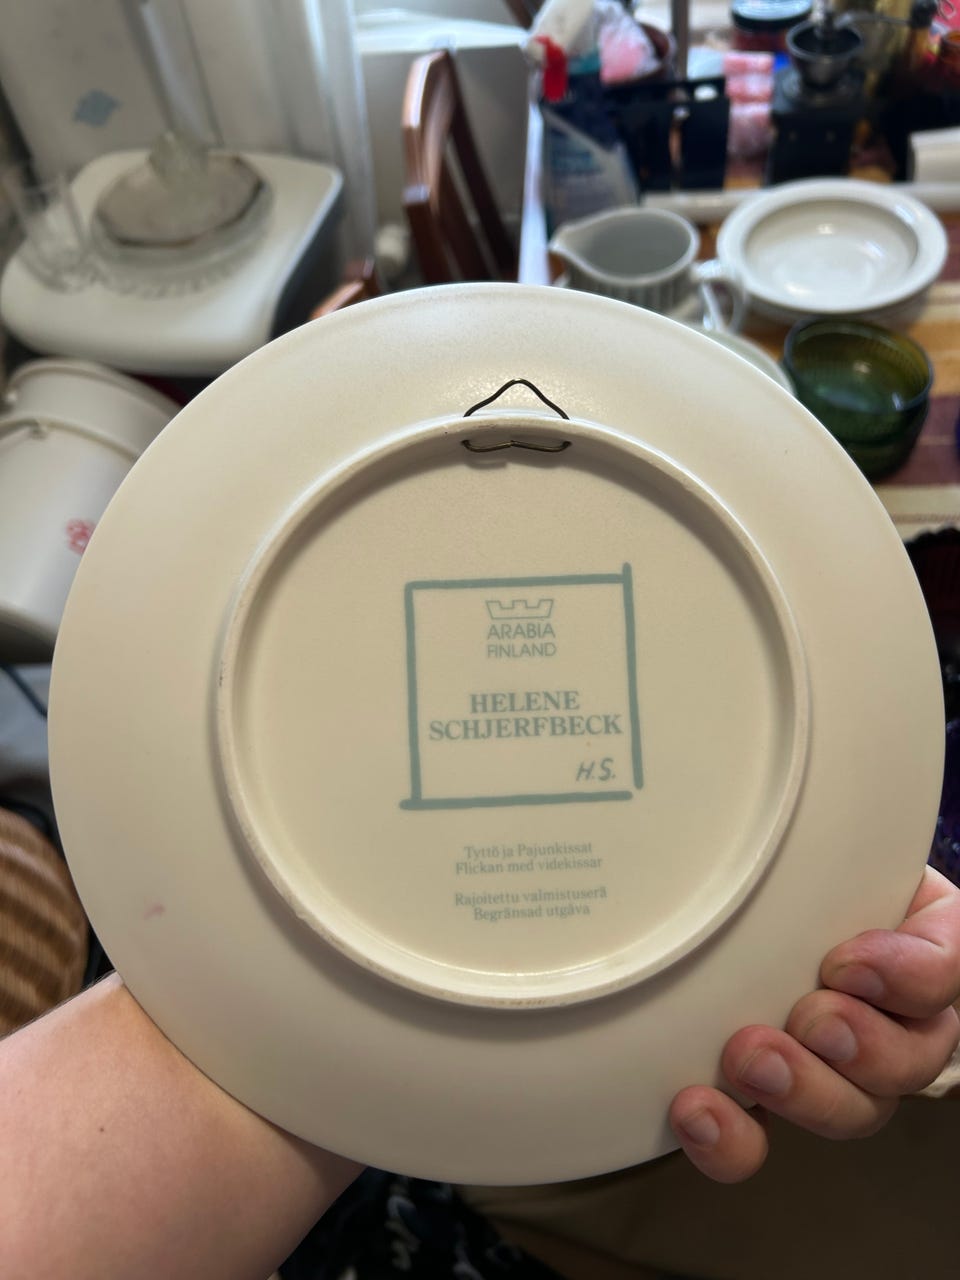 ARABIA
FINLAND
HELENE
SCHJERFBECK
H.S.
Tyttö ja Pajunkissat
Flickan med videkissar
Rajoitettu valmistuserä
Begränsad utgåva